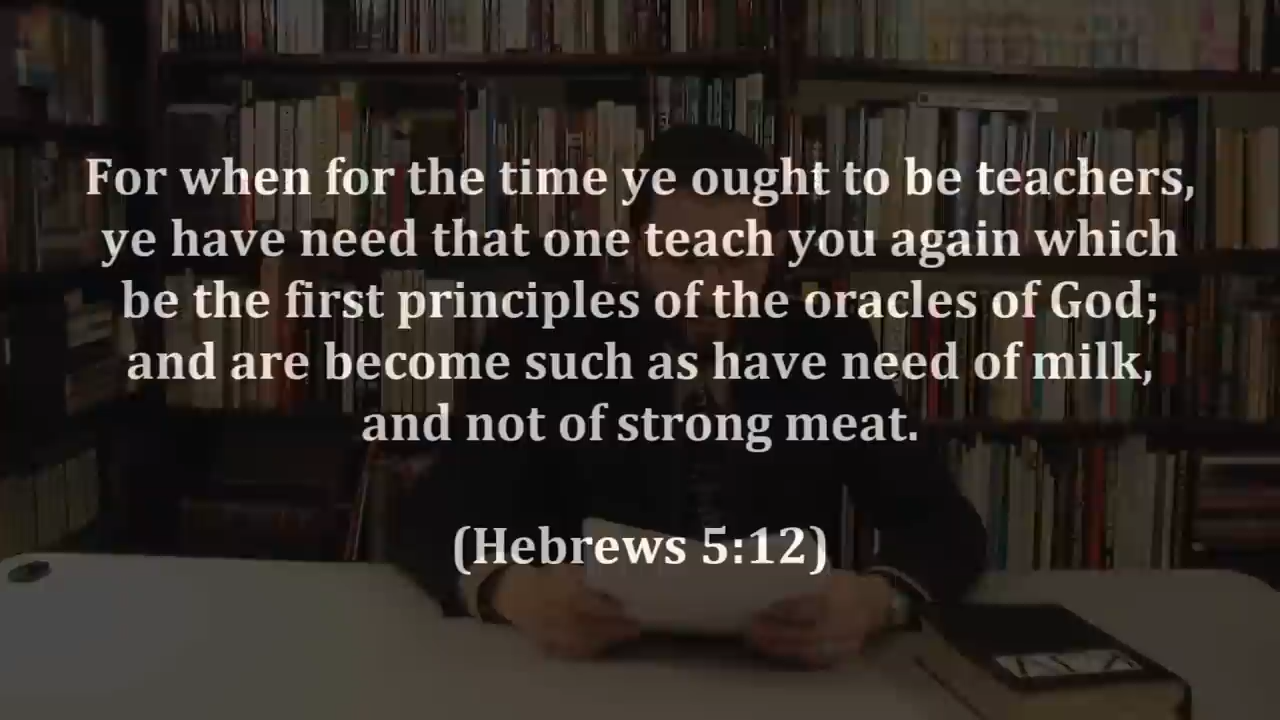 For when for the time ye ought to be teachers,
ye have need that one teach you again which
be the first principles of the oracles of God;
and are become such as have need of milk,
and not of strong meat.
(Hebrews 5:12)